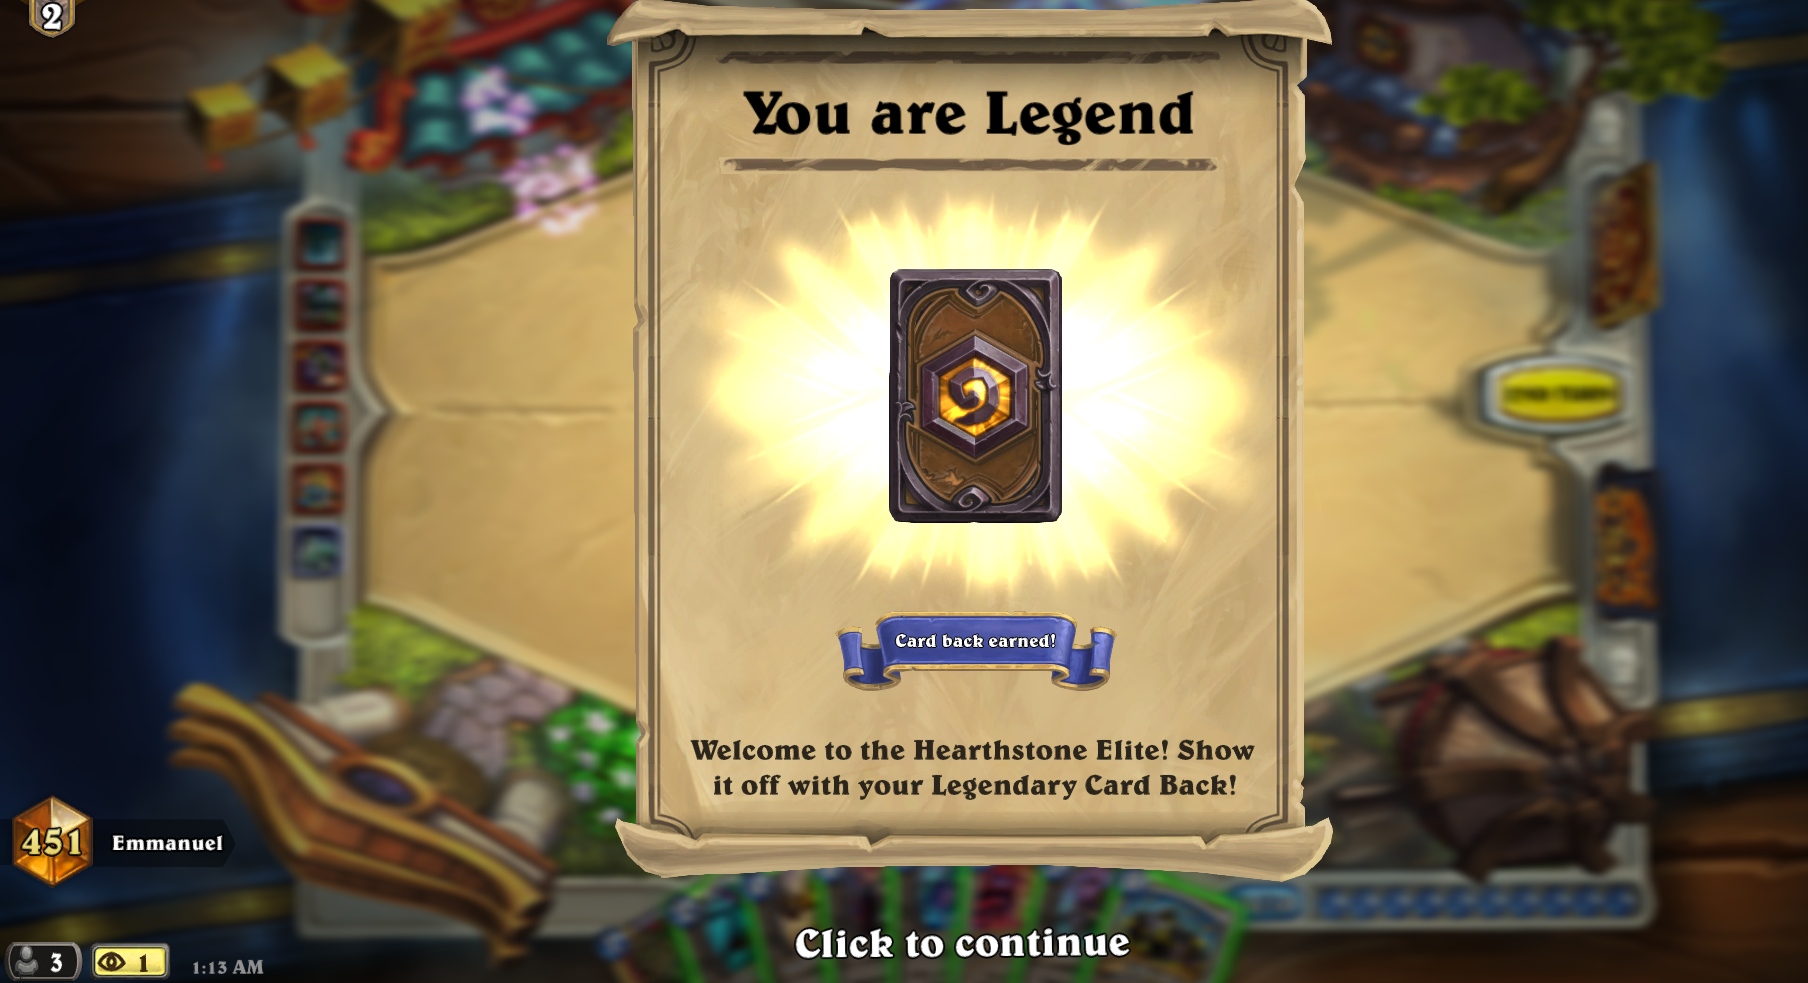 2
You are Legend
Card back earned!
Welcome to the Hearthstone Elite! Show
it off with your Legendary Card Back!
451 Emmanuel
Click to continue
3 1 1:13 AM